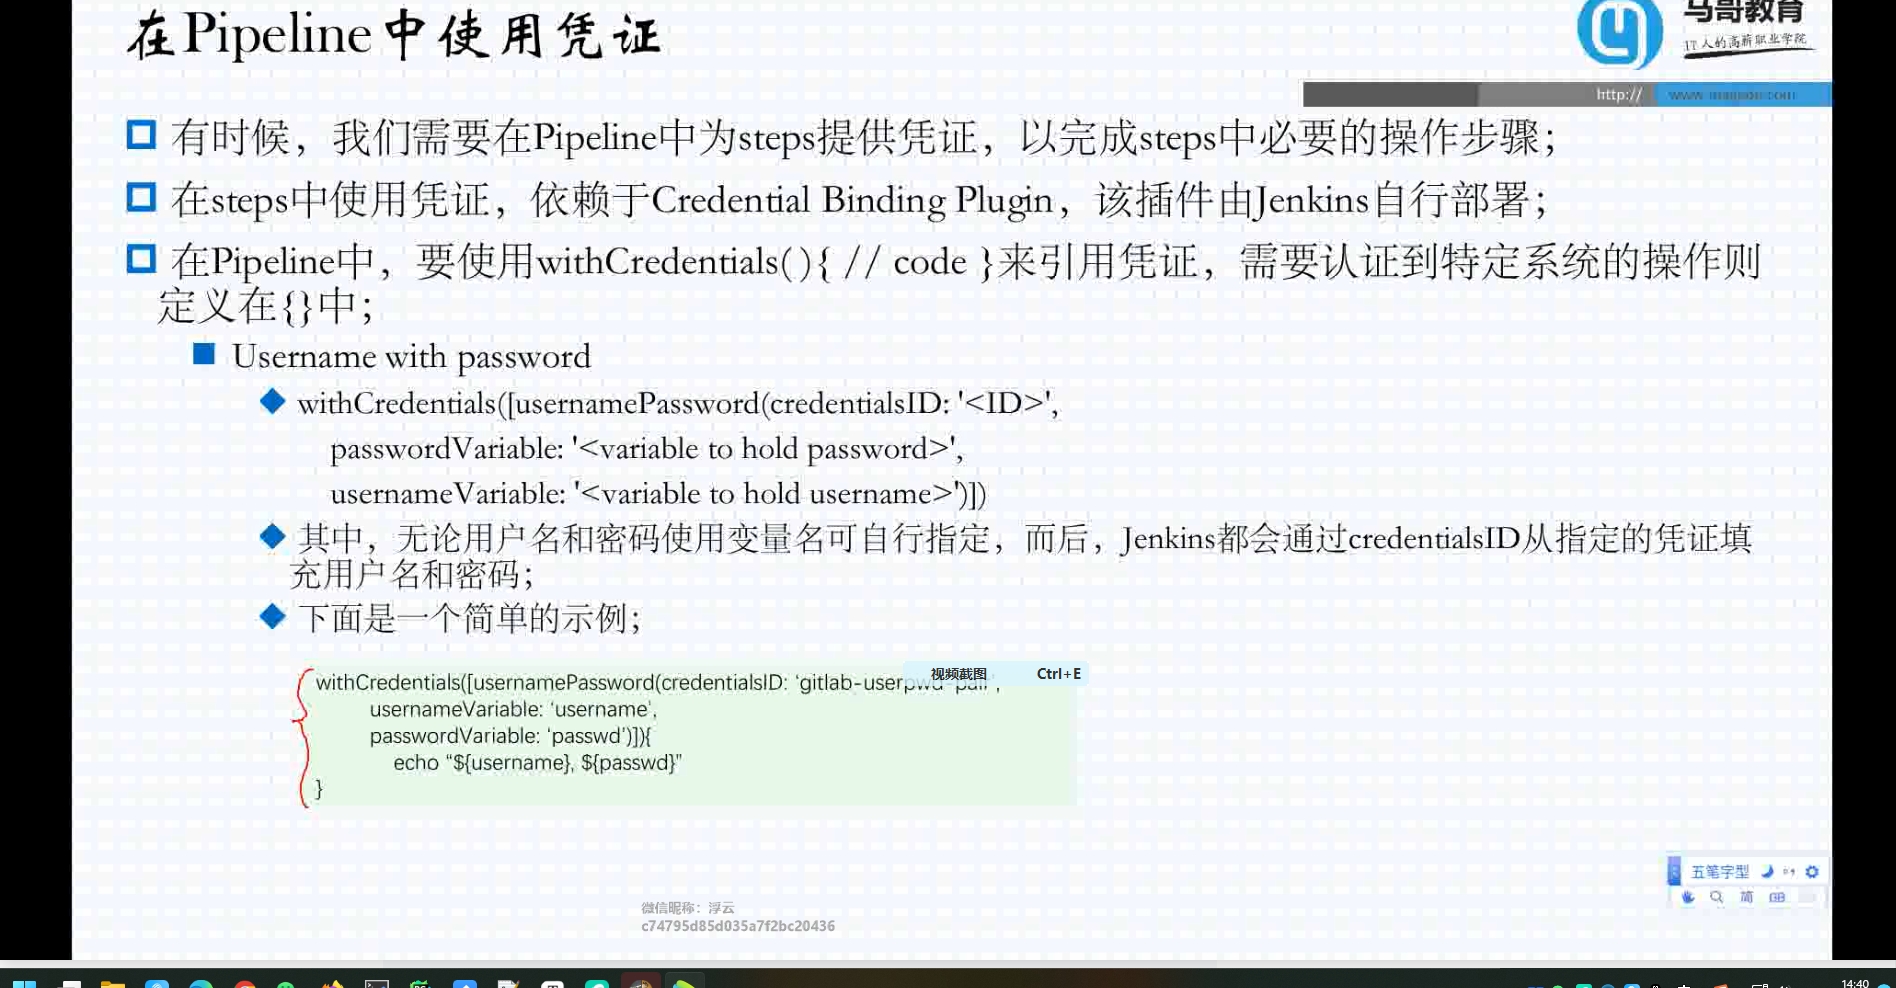 在Pipeline中使用凭证
马哥教育
IT人的高薪职业学院
http://
有时候，我们需要在Pipeline中为steps提供凭证，以完成steps中必要的操作步骤；
在steps中使用凭证，依赖于Credential Binding Plugin，该插件由Jenkins自行部署；
在Pipeline中，要使用withCredentials( ){ // code }来引用凭证，需要认证到特定系统的操作则
定义在{}中；
Username with password
withCredentials([usernamePassword(credentialsID: '<ID>',
passwordVariable: '<variable to hold password>',
usernameVariable: '<variable to hold username>')])
其中，无论用户名和密码使用变量名可自行指定，而后，Jenkins都会通过credentialsID从指定的凭证填
充用户名和密码；
下面是一个简单的示例；
视频截图 Ctrl+E
withCredentials([usernamePassword(credentialsID: ‘gitlab-userpwd-pair’,
usernameVariable: ‘username’,
passwordVariable: ‘passwd’)]){
echo “${username}, ${passwd}”
}
五笔字型
简
微信昵称：浮云
c74795d85d035a7f2bc20436
14:40